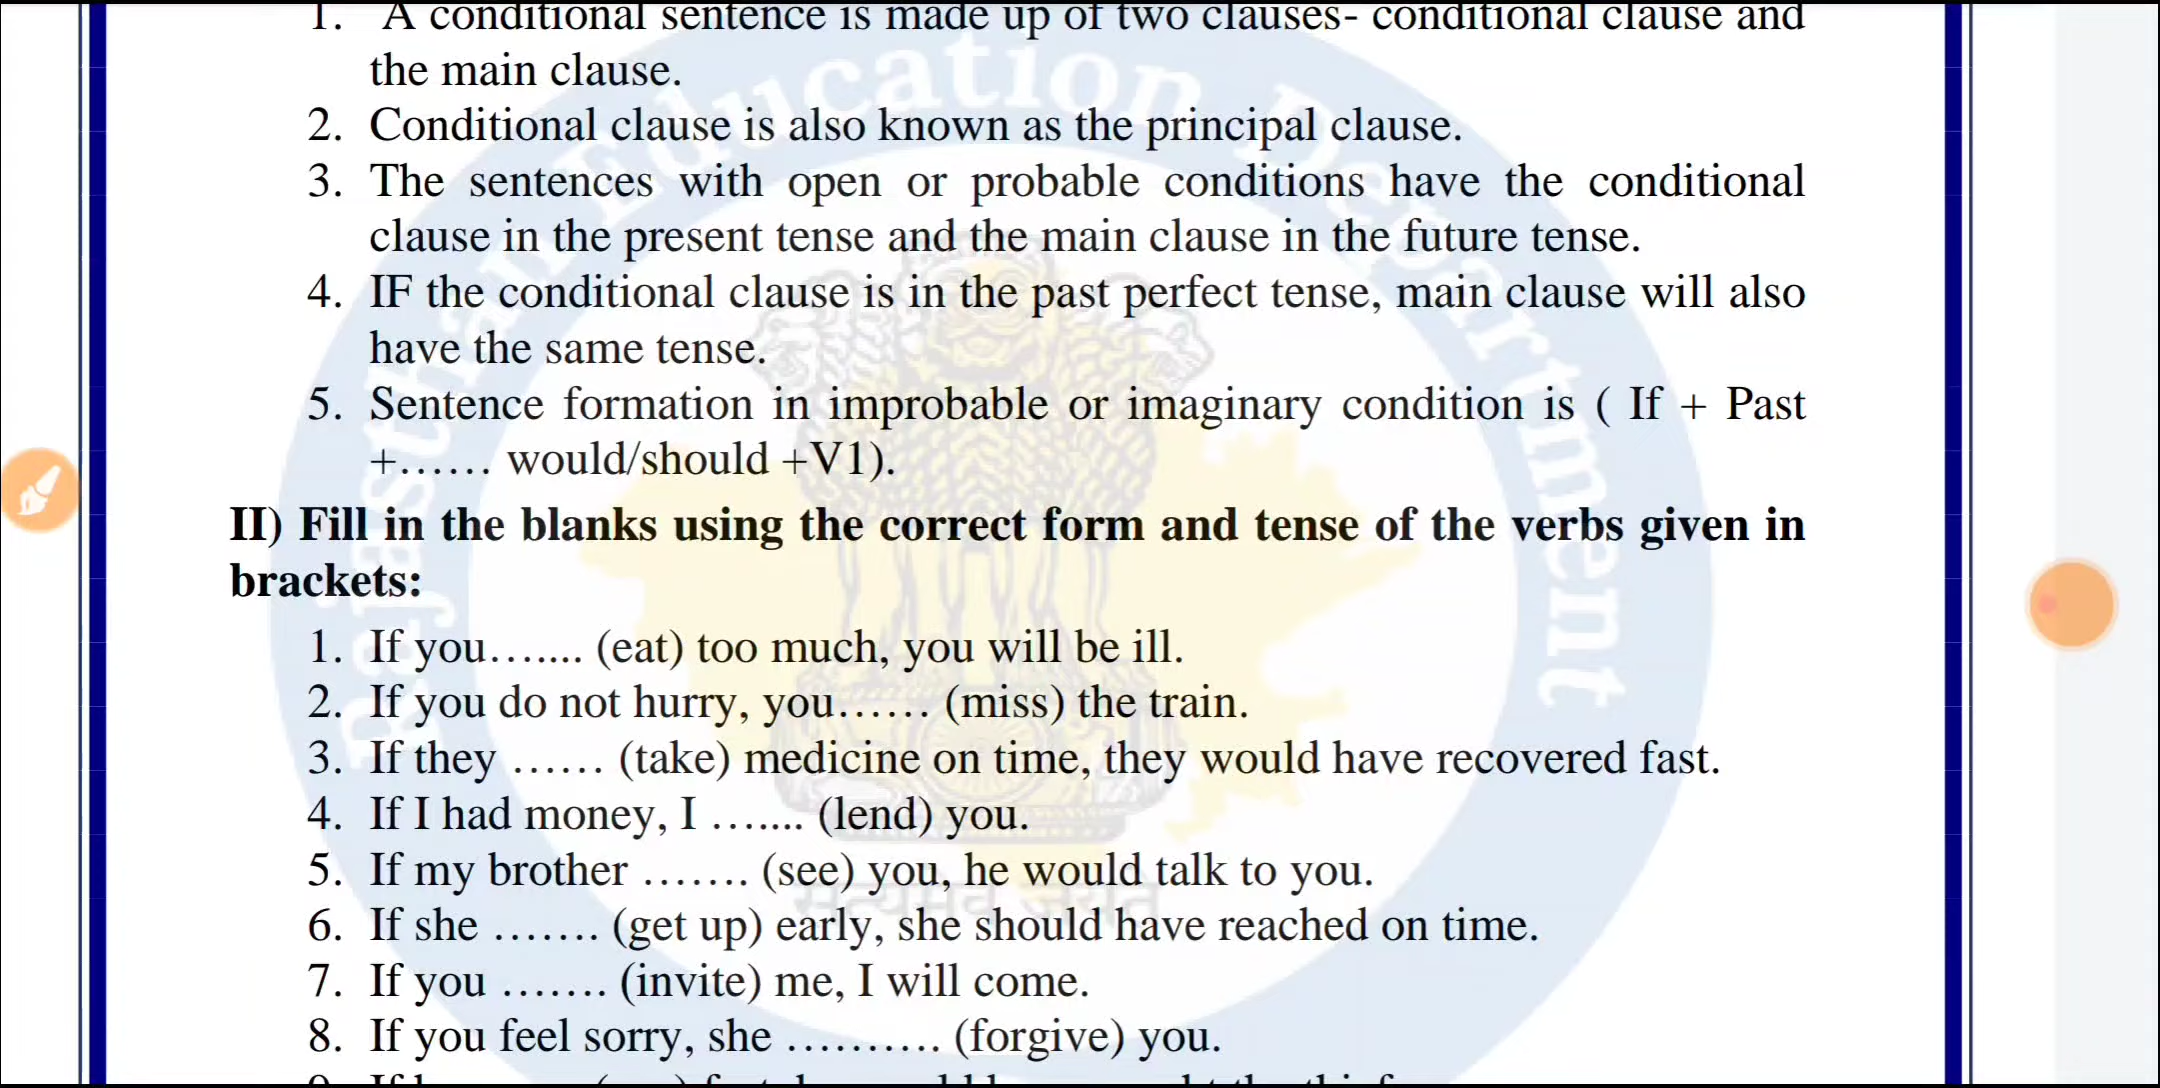 1. A conditional sentence is made up of two clauses- conditional clause and
the main clause.
2. Conditional clause is also known as the principal clause.
3. The sentences with open or probable conditions have the conditional
clause in the present tense and the main clause in the future tense.
4. IF the conditional clause is in the past perfect tense, main clause will also
have the same tense.
5. Sentence formation in improbable or imaginary condition is ( If + Past
+…… would/should +V1).
II) Fill in the blanks using the correct form and tense of the verbs given in
brackets:
1. If you…..... (eat) too much, you will be ill.
2. If you do not hurry, you…… (miss) the train.
3. If they …… (take) medicine on time, they would have recovered fast.
4. If I had money, I …..... (lend) you.
5. If my brother ……. (see) you, he would talk to you.
6. If she ……. (get up) early, she should have reached on time.
7. If you ……. (invite) me, I will come.
8. If you feel sorry, she ………. (forgive) you.
Rajasthan Education Department
सत्यमेव जयते